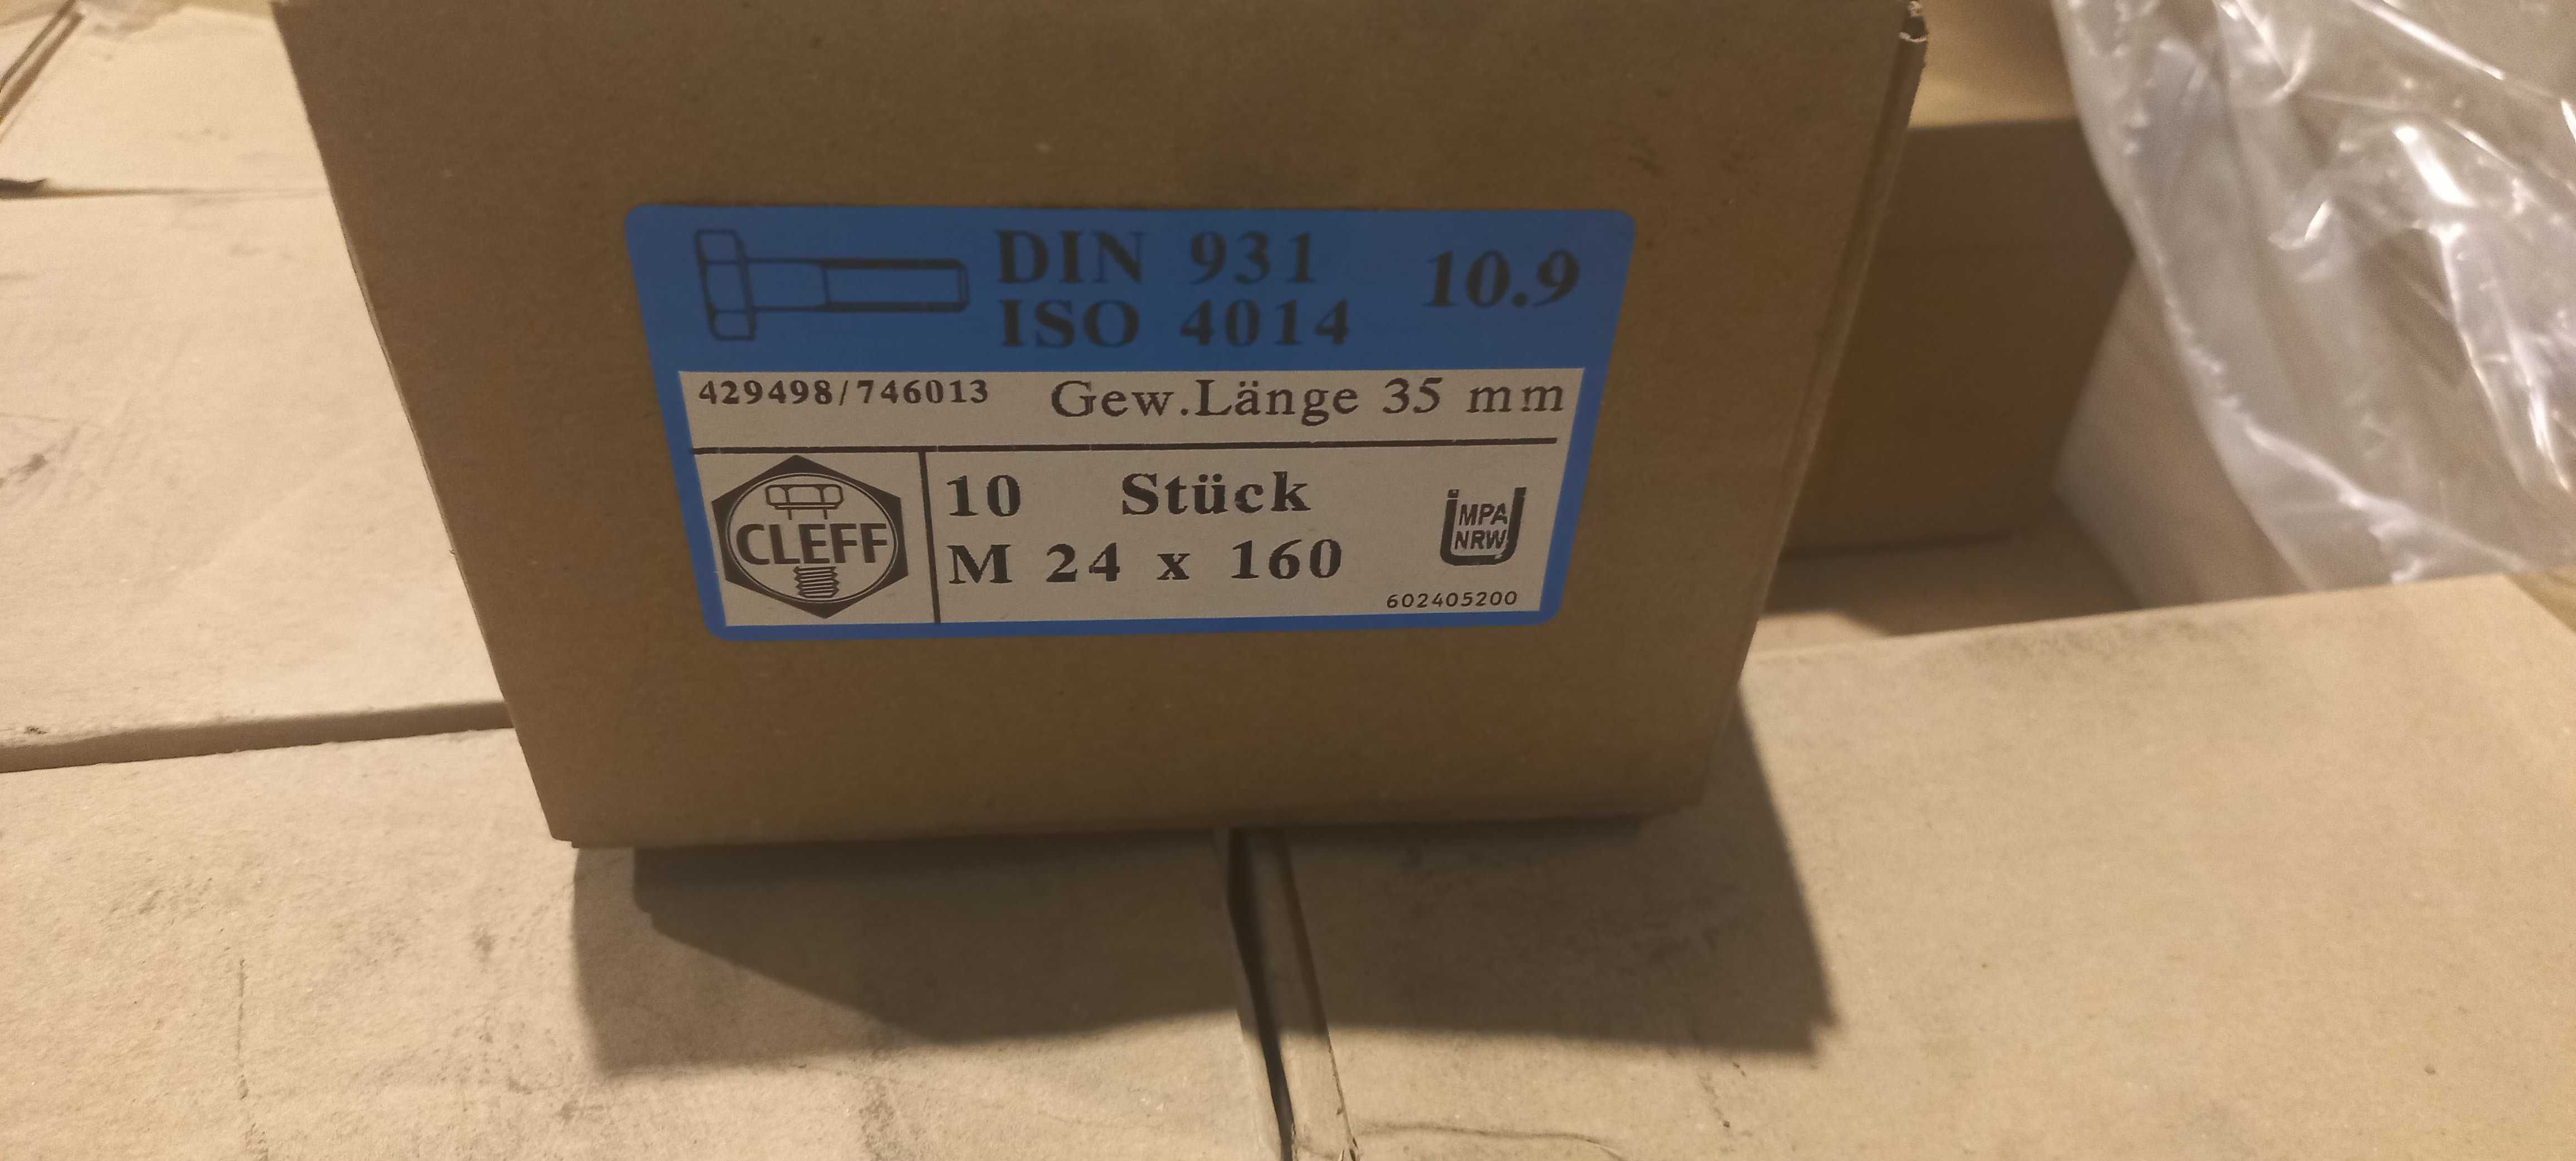 DIN 931
ISO 4014
10.9
429498/746013 Gew.Länge 35 mm
CLEFF
10 Stück
M 24 x 160
MPA
NRW
602405200